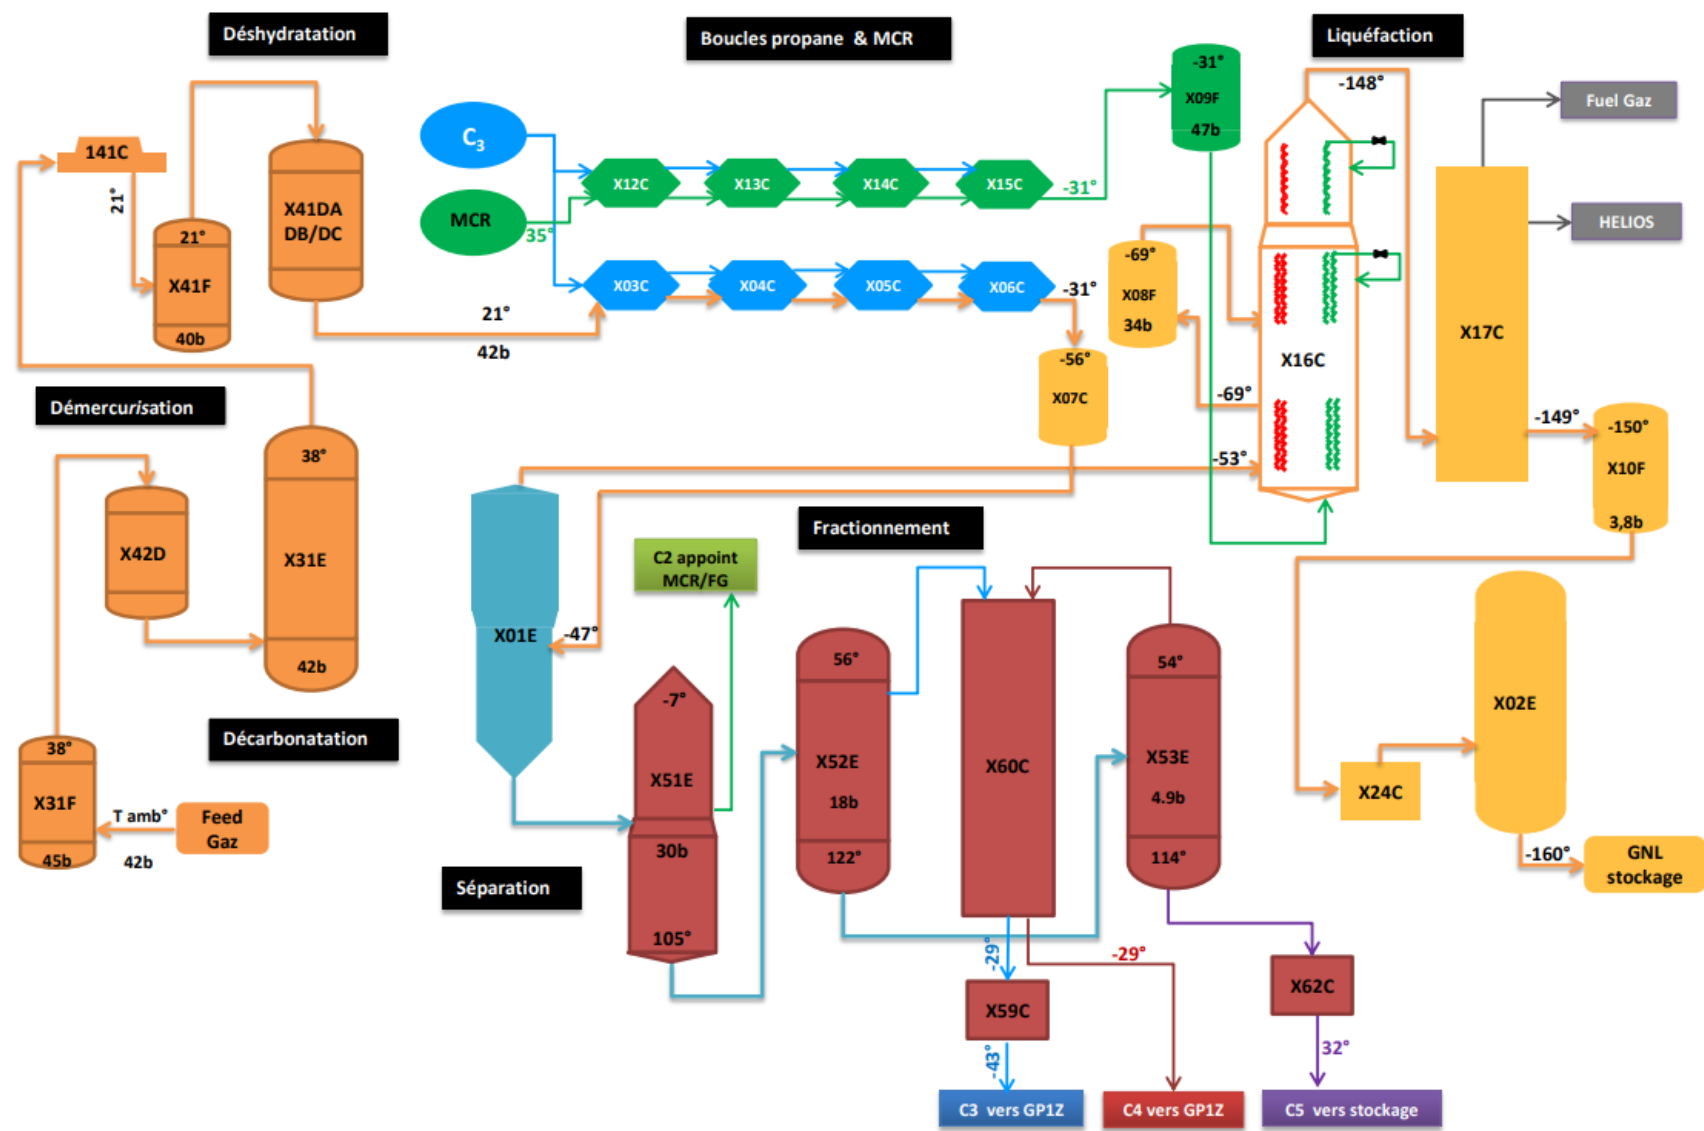 Déshydratation
Boucles propane & MCR
Liquéfaction
141C
21°
21°
X41F
40b
X41DA
DB/DC
21°
42b
C3
MCR
35°
X12C
X13C
X14C
X15C
-31°
X03C
X04C
X05C
X06C
-31°
-31°
X09F
47b
-148°
Fuel Gaz
HELIOS
-69°
X08F
34b
X16C
-69°
-53°
X17C
-149°
-150°
X10F
3,8b
-56°
X07C
Démercurisation
38°
X31E
42b
X42D
Décarbonatation
38°
X31F
45b
T amb°
42b
Feed
Gaz
Fractionnement
C2 appoint
MCR/FG
X01E
-47°
Séparation
-7°
X51E
30b
105°
56°
X52E
18b
122°
X60C
54°
X53E
4.9b
114°
X02E
X24C
-160°
GNL
stockage
-29°
-29°
X59C
-43°
X62C
32°
C3 vers GP1Z
C4 vers GP1Z
C5 vers stockage